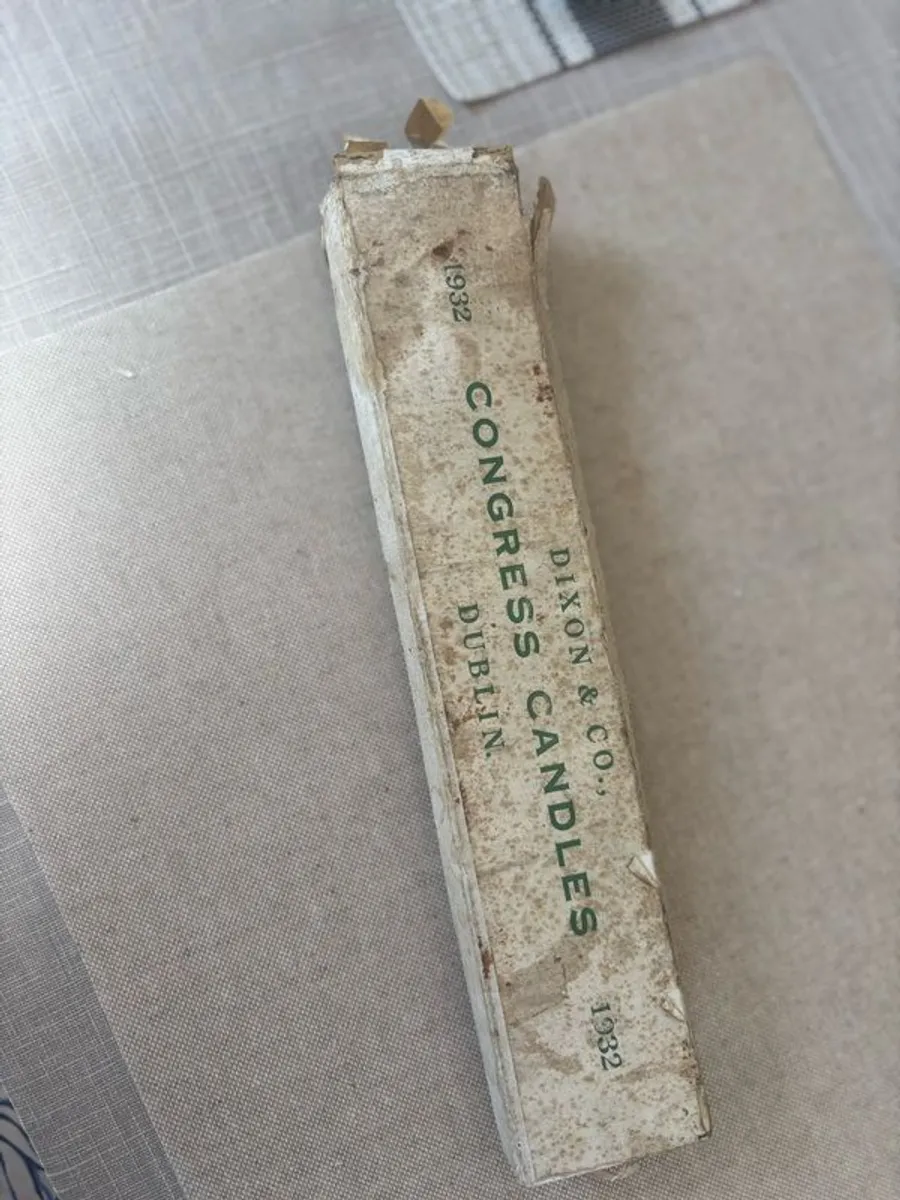 DIXON & CO.,
1932 CONGRESS CANDLES 1932
DUBLIN.